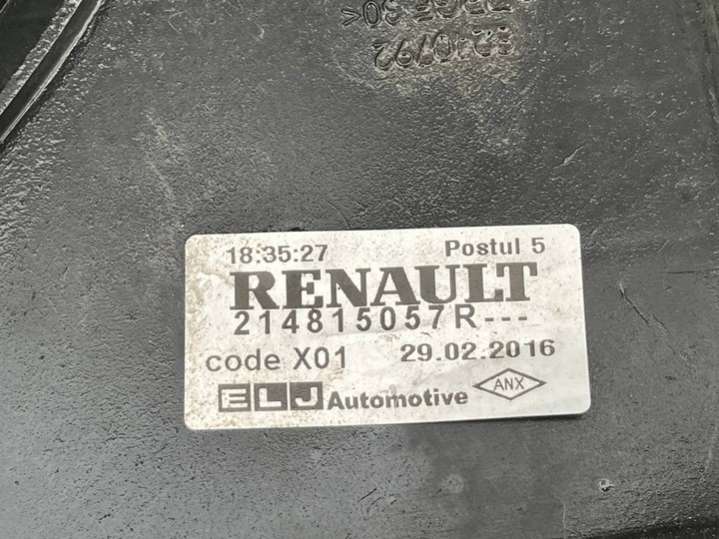 18:35:27 Postul 5
RENAULT
214815057R---
code X01 29.02.2016
ELJ Automotive ANX